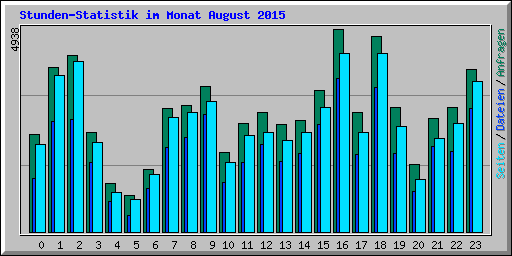 Stunden-Statistik im Monat August 2015
4938
Seiten/Dateien/Anfragen
0 1 2 3 4 5 6 7 8 9 10 11 12 13 14 15 16 17 18 19 20 21 22 23